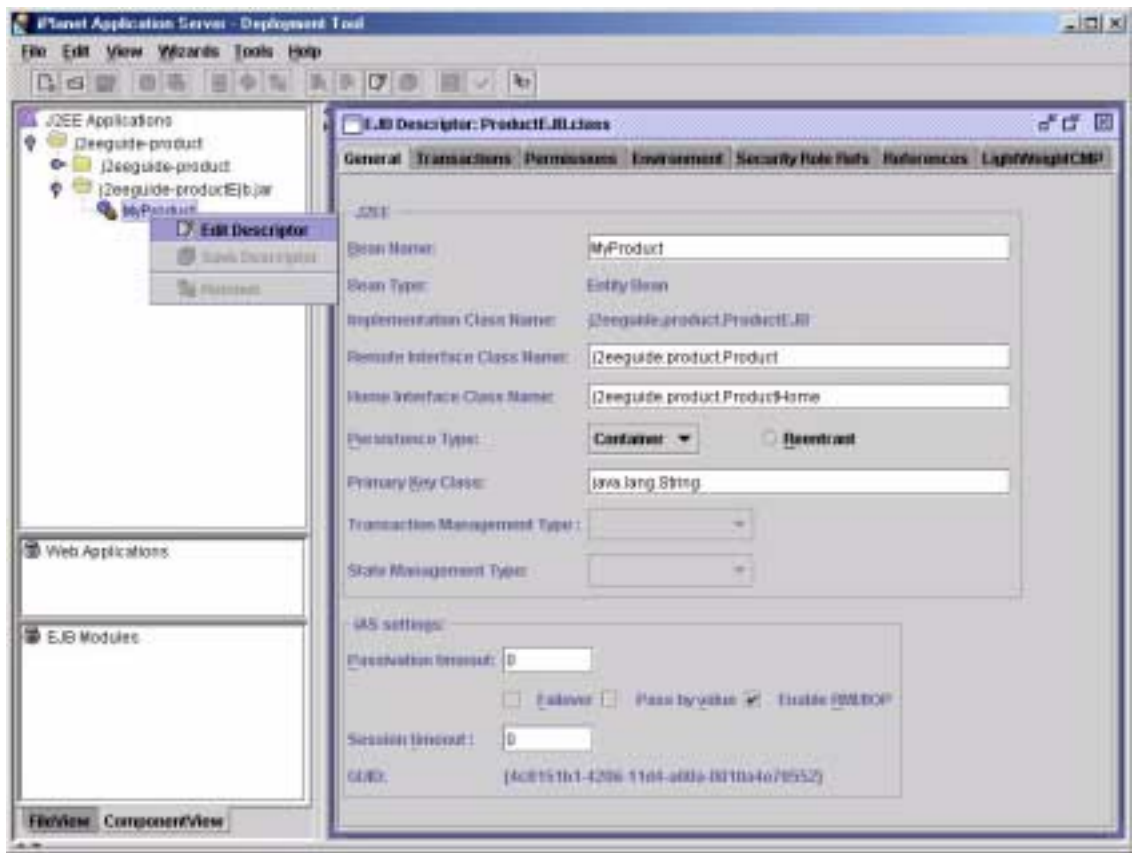 iPlanet Application Server - Deployment Tool
File Edit View Wizards Tools Help
J2EE Applications
j2eeguide-product
j2eeguide-product
j2eeguide-productEjb.jar
MyProduct
Edit Descriptor
Save Descriptor
Web Applications
EJB Modules
FileView ComponentView
EJB Descriptor: ProductEJB.class
General Transactions Permissions Environment Security Role Refs References LightWeightCMP
J2EE
Bean Name: MyProduct
Bean Type: Entity Bean
Implementation Class Name: j2eeguide.product.ProductEJB
Remote Interface Class Name: j2eeguide.product.Product
Home Interface Class Name: j2eeguide.product.ProductHome
Persistence Type: Container Reentrant
Primary Key Class: java.lang.String
Transaction Management Type :
State Management Type:
iAS settings:
Passivation timeout: 0
Failover Pass by value Enable RMI/IIOP
Session timeout : 0
GUID: